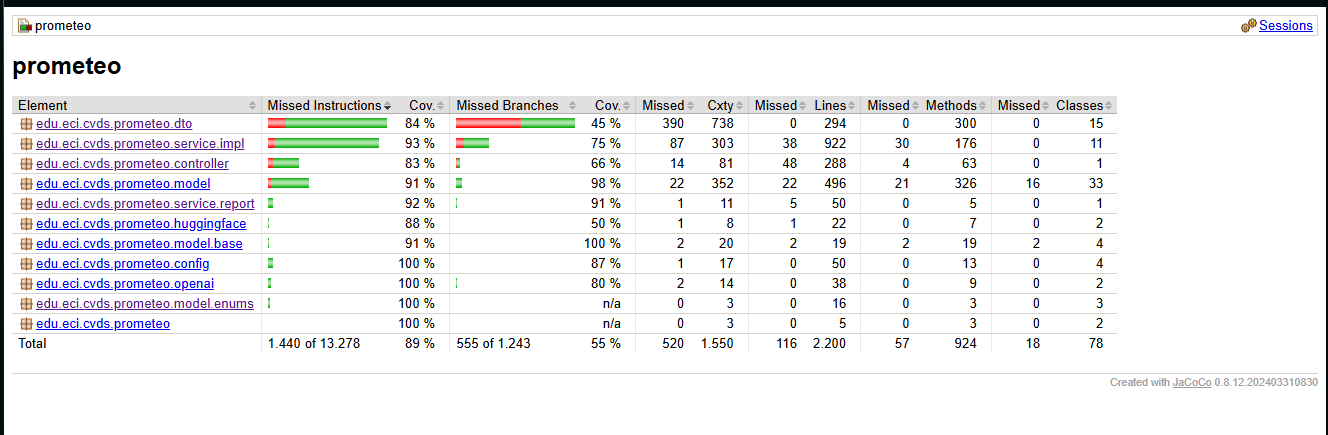 prometeo Sessions
prometeo
Element Missed Instructions Cov. Missed Branches Cov. Missed Cxty Missed Lines Missed Methods Missed Classes
edu.eci.cvds.prometeo.dto 84 % 45 % 390 738 0 294 0 300 0 15
edu.eci.cvds.prometeo.service.impl 93 % 75 % 87 303 38 922 30 176 0 11
edu.eci.cvds.prometeo.controller 83 % 66 % 14 81 48 288 4 63 0 1
edu.eci.cvds.prometeo.model 91 % 98 % 22 352 22 496 21 326 16 33
edu.eci.cvds.prometeo.service.report 92 % 91 % 1 11 5 50 0 5 0 1
edu.eci.cvds.prometeo.huggingface 88 % 50 % 1 8 1 22 0 7 0 2
edu.eci.cvds.prometeo.model.base 91 % 100 % 2 20 2 19 2 19 2 4
edu.eci.cvds.prometeo.config 100 % 87 % 1 17 0 50 0 13 0 4
edu.eci.cvds.prometeo.openai 100 % 80 % 2 14 0 38 0 9 0 2
edu.eci.cvds.prometeo.model.enums 100 % n/a 0 3 0 16 0 3 0 3
edu.eci.cvds.prometeo 100 % n/a 0 3 0 5 0 3 0 2
Total 1.440 of 13.278 89 % 555 of 1.243 55 % 520 1.550 116 2.200 57 924 18 78
Created with JaCoCo 0.8.12.202403310830